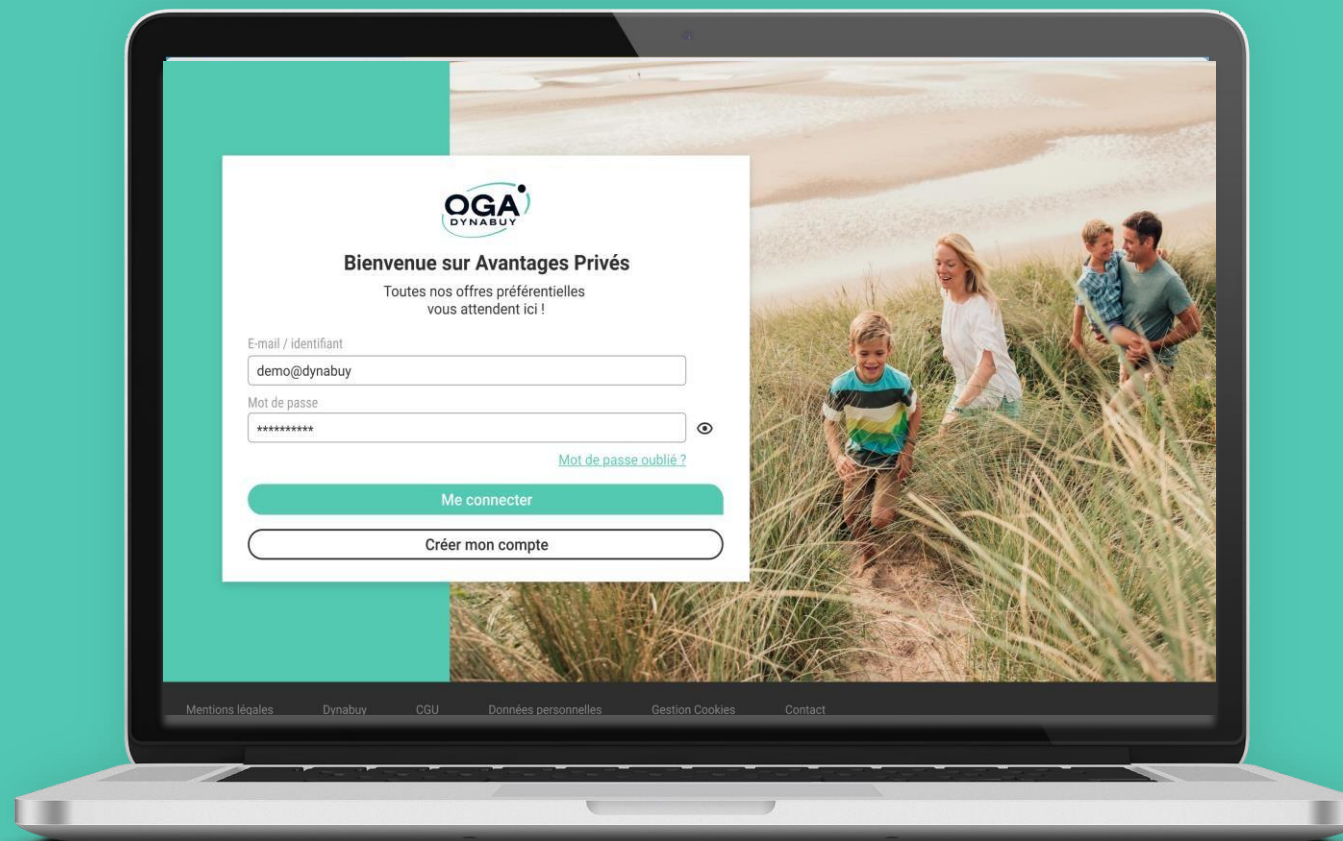 OGA
DYNABUY
Bienvenue sur Avantages Privés
Toutes nos offres préférentielles
vous attendent ici !
E-mail / identifiant
demo@dynabuy
Mot de passe
**********
Mot de passe oublié ?
Me connecter
Créer mon compte
Mentions légales Dynabuy CGU Données personnelles Gestion Cookies Contact